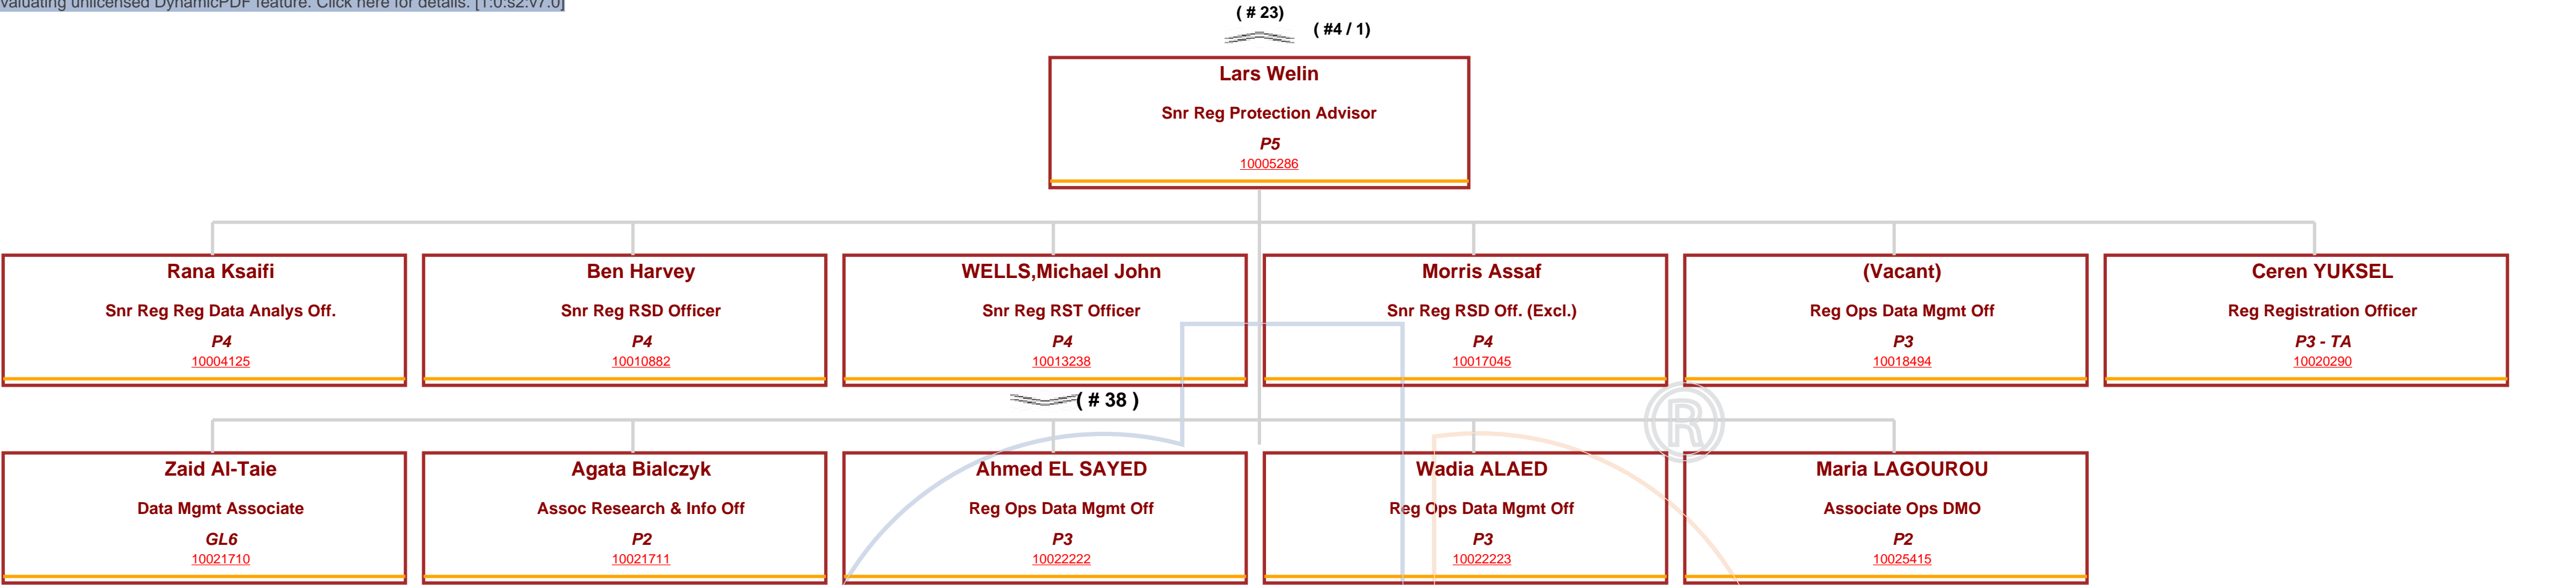 valuating unlicensed DynamicPDF feature. Click here for details. [1:0:s2:v7.0]
( # 23)
( #4 / 1)
Lars Welin
Snr Reg Protection Advisor
P5
10005286
Rana Ksaifi
Snr Reg Reg Data Analys Off.
P4
10004125
Ben Harvey
Snr Reg RSD Officer
P4
10010882
WELLS,Michael John
Snr Reg RST Officer
P4
10013238
Morris Assaf
Snr Reg RSD Off. (Excl.)
P4
10017045
(Vacant)
Reg Ops Data Mgmt Off
P3
10018494
Ceren YUKSEL
Reg Registration Officer
P3 - TA
10020290
( # 38 )
®
Zaid Al-Taie
Data Mgmt Associate
GL6
10021710
Agata Bialczyk
Assoc Research & Info Off
P2
10021711
Ahmed EL SAYED
Reg Ops Data Mgmt Off
P3
10022222
Wadia ALAED
Reg Ops Data Mgmt Off
P3
10022223
Maria LAGOUROU
Associate Ops DMO
P2
10025415